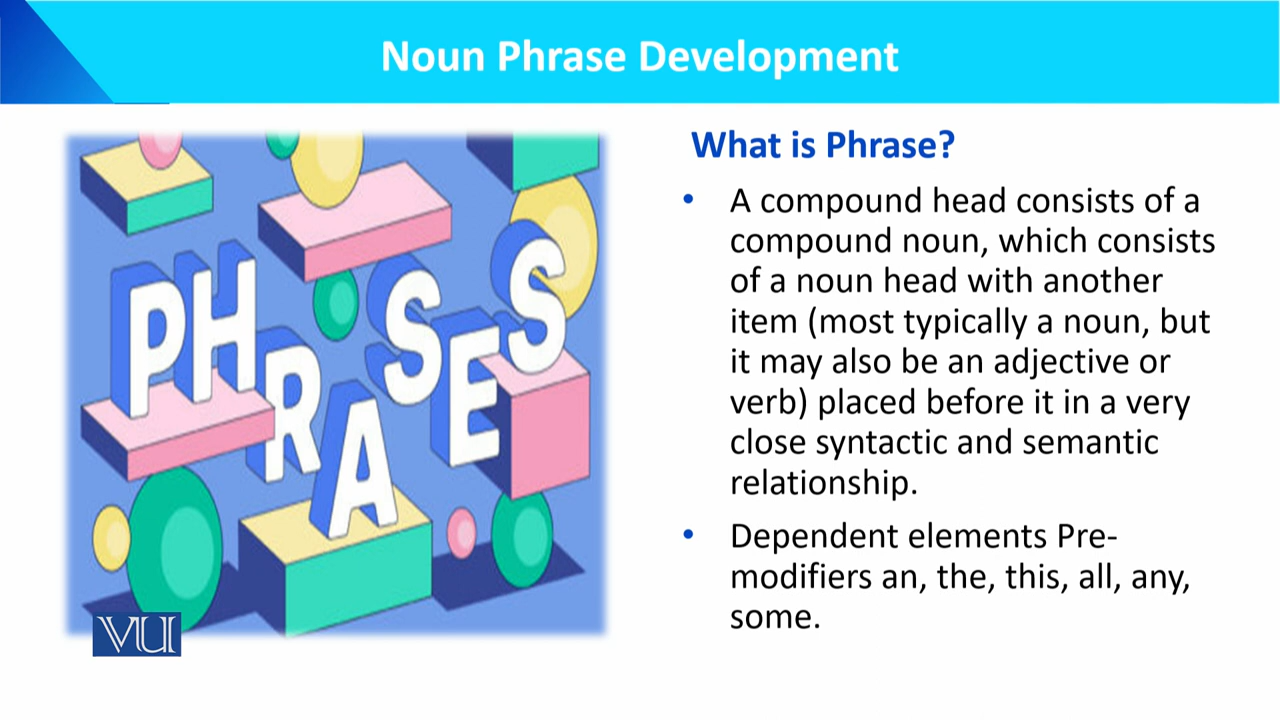 Noun Phrase Development
PHRASES
VU
What is Phrase?
• A compound head consists of a
compound noun, which consists
of a noun head with another
item (most typically a noun, but
it may also be an adjective or
verb) placed before it in a very
close syntactic and semantic
relationship.
• Dependent elements Pre-
modifiers an, the, this, all, any,
some.